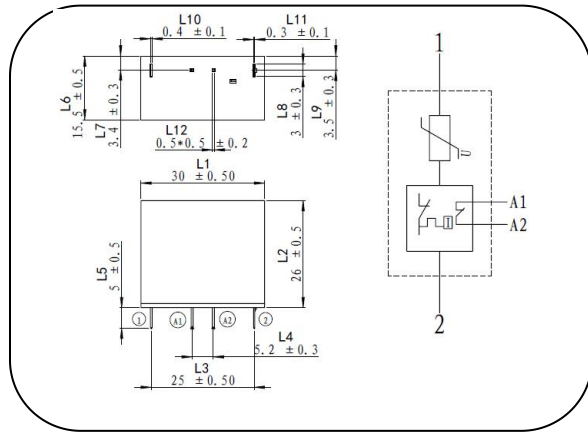 L10
0.4 ±0.1
L11
0.3 ±0.1
L6
15.5 ±0.5
L7
3.4 ±0.3
L8
3 ±0.3
L9
3.5 ±0.3
L12
0.5*0.5 ±0.2
L1
30 ±0.50
L5
5 ±0.5
L2
26 ±0.5
1
A1
A2
2
L4
5.2 ±0.3
L3
25 ±0.50
1
U
I
A1
A2
2